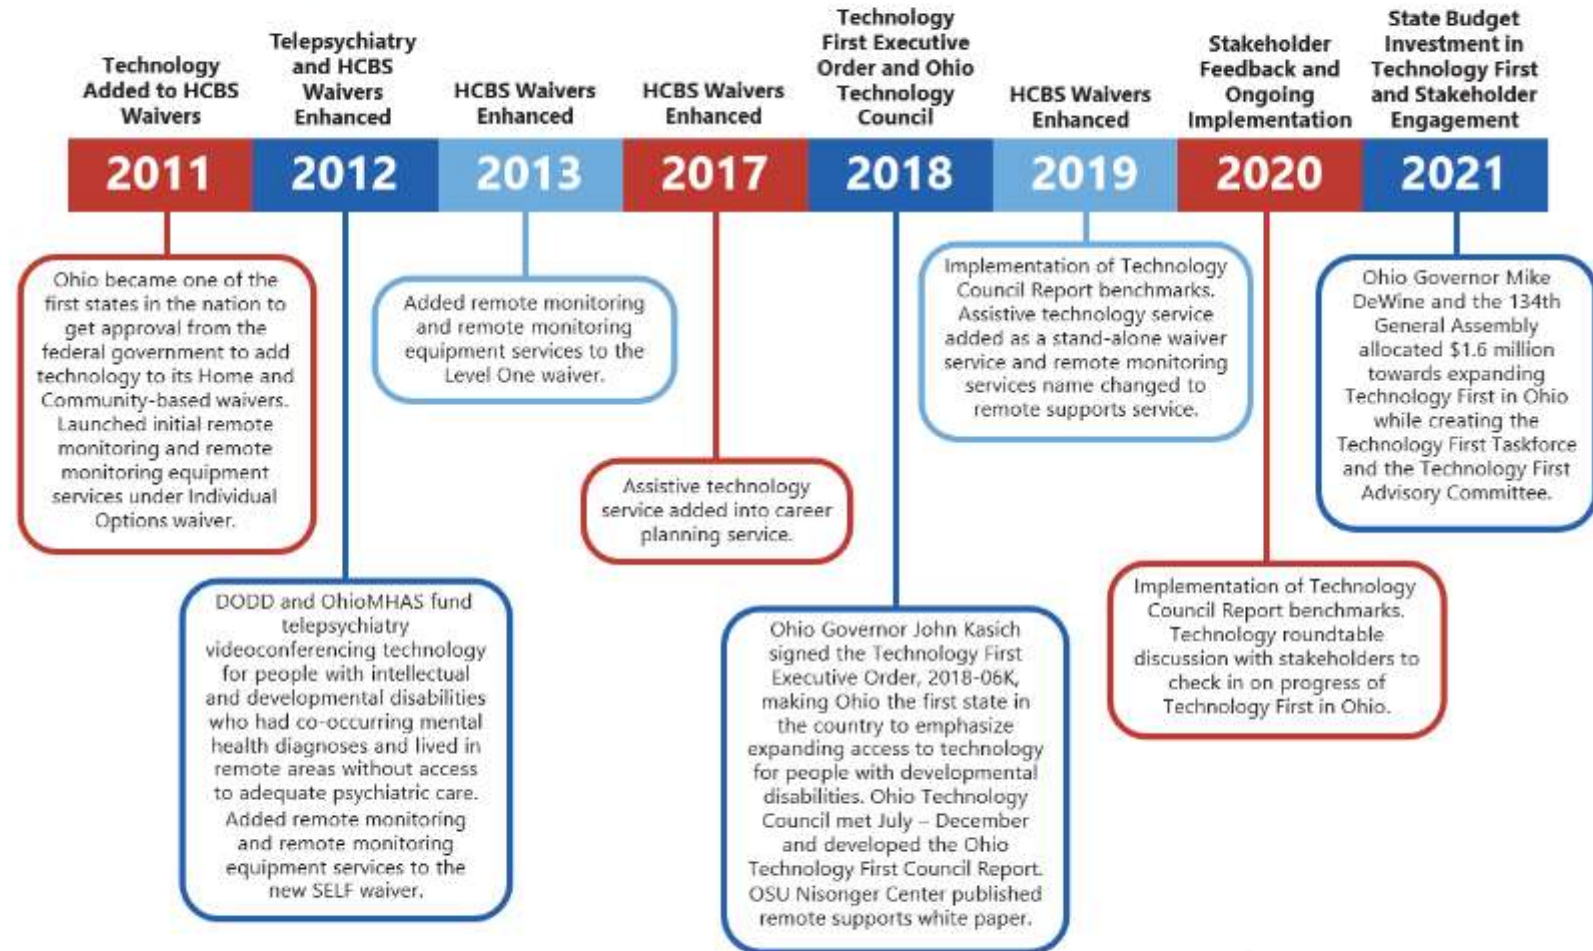 Technology
Added to HCBS
Waivers
Telepsychiatry
and HCBS
Waivers
Enhanced
HCBS Waivers
Enhanced
HCBS Waivers
Enhanced
Technology
First Executive
Order and Ohio
Technology
Council
HCBS Waivers
Enhanced
Stakeholder
Feedback and
Ongoing
Implementation
State Budget
Investment in
Technology First
and Stakeholder
Engagement
2011
2012
2013
2017
2018
2019
2020
2021
Ohio became one of the
first states in the nation to
get approval from the
federal government to add
technology to its Home and
Community-based waivers.
Launched initial remote
monitoring and remote
monitoring equipment
services under Individual
Options waiver.
DODD and OhioMHAS fund
telepsychiatry
videoconferencing technology
for people with intellectual
and developmental disabilities
who had co-occurring mental
health diagnoses and lived in
remote areas without access
to adequate psychiatric care.
Added remote monitoring
and remote monitoring
equipment services to the
new SELF waiver.
Added remote monitoring
and remote monitoring
equipment services to the
Level One waiver.
Assistive technology
service added into career
planning service.
Ohio Governor John Kasich
signed the Technology First
Executive Order, 2018-06K,
making Ohio the first state in
the country to emphasize
expanding access to technology
for people with developmental
disabilities. Ohio Technology
Council met July – December
and developed the Ohio
Technology First Council Report.
OSU Nisonger Center published
remote supports white paper.
Implementation of Technology
Council Report benchmarks.
Assistive technology service
added as a stand-alone waiver
service and remote monitoring
services name changed to
remote supports service.
Implementation of Technology
Council Report benchmarks.
Technology roundtable
discussion with stakeholders to
check in on progress of
Technology First in Ohio.
Ohio Governor Mike
DeWine and the 134th
General Assembly
allocated $1.6 million
towards expanding
Technology First in Ohio
while creating the
Technology First Taskforce
and the Technology First
Advisory Committee.